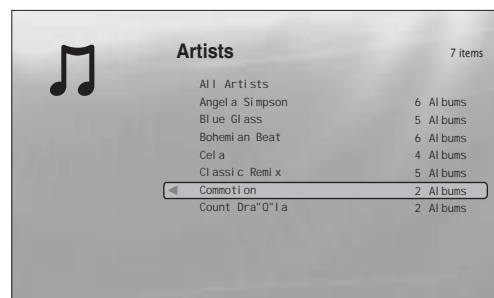 Artists
7 items
All Artists
Angela Simpson 6 Albums
Blue Glass 5 Albums
Bohemian Beat 6 Albums
Cela 4 Albums
Classic Remix 5 Albums
Commotion 2 Albums
Count Dra"Q"la 2 Albums